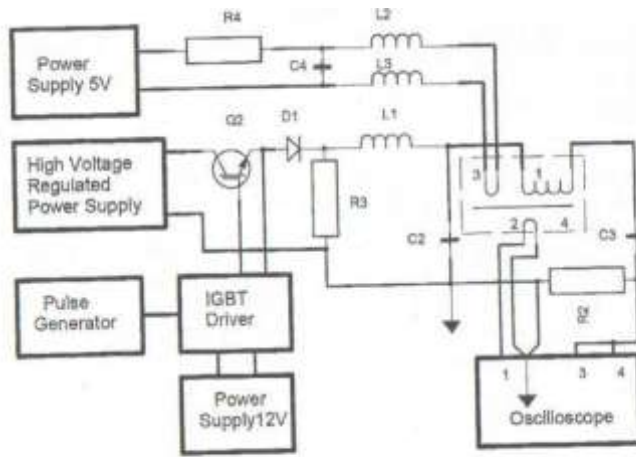 R4
L2
Power
Supply 5V
C4
L3
Q2
D1
L1
High Voltage
Regulated
Power Supply
R3
3
1
2
4
C2
C3
Pulse
Generator
IGBT
Driver
R2
1
3
4
Power
Supply12V
Oscilloscope